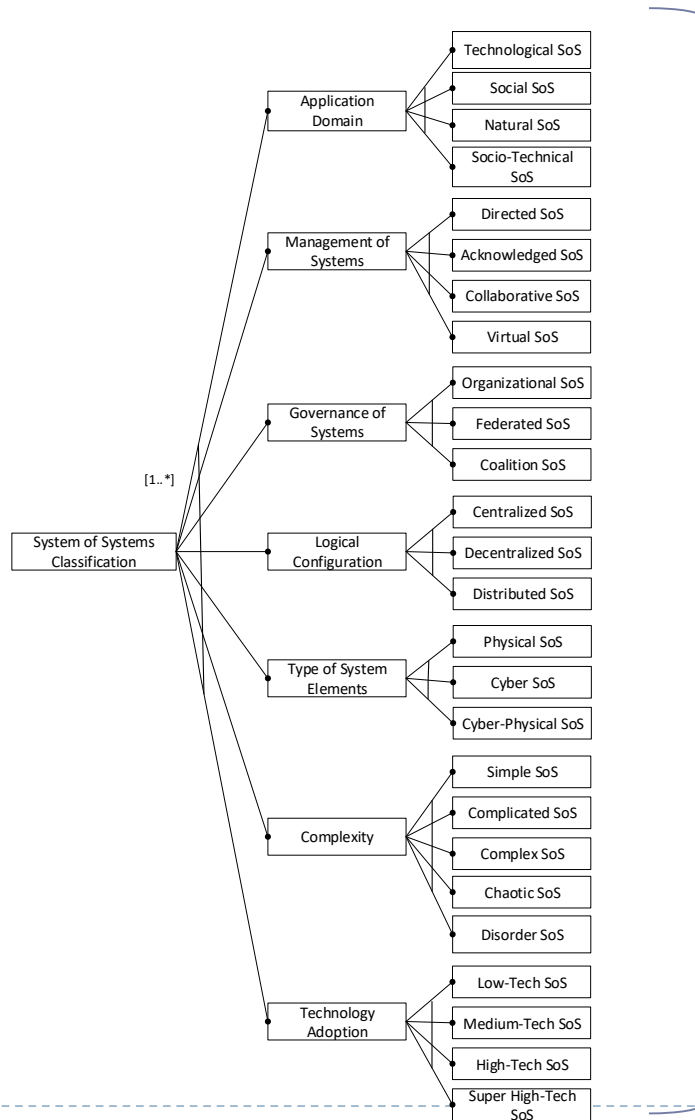 Technological SoS
Application
Domain
Social SoS
Natural SoS
Socio-Technical
SoS
Management of
Systems
Directed SoS
Acknowledged SoS
Collaborative SoS
Virtual SoS
Governance of
Systems
Organizational SoS
Federated SoS
Coalition SoS
[1..*]
System of Systems
Classification
Logical
Configuration
Centralized SoS
Decentralized SoS
Distributed SoS
Type of System
Elements
Physical SoS
Cyber SoS
Cyber-Physical SoS
Complexity
Simple SoS
Complicated SoS
Complex SoS
Chaotic SoS
Disorder SoS
Technology
Adoption
Low-Tech SoS
Medium-Tech SoS
High-Tech SoS
Super High-Tech
SoS